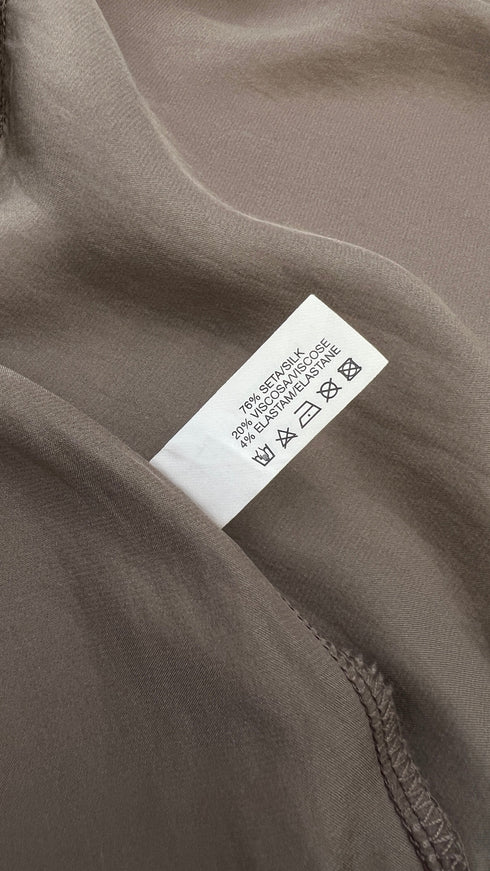 76% SETA/SILK
20% VISCOSA/VISCOSE
4% ELASTAM/ELASTANE